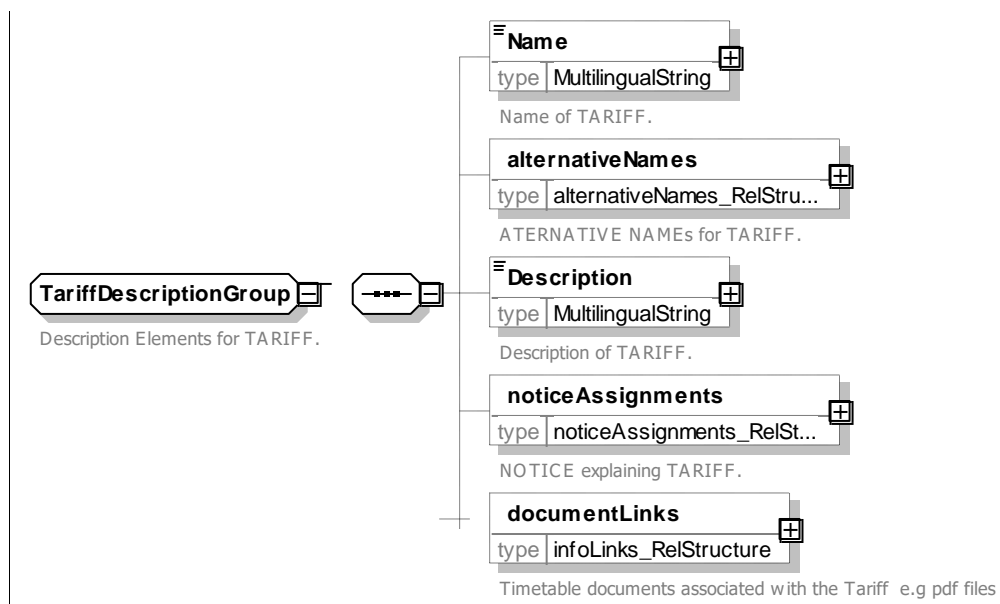 Name
type MultilingualString
Name of TARIFF.
alternativeNames
type alternativeNames_RelStru...
ATERNATIVE NAMEs for TARIFF.
Description
type MultilingualString
Description of TARIFF.
TariffDescriptionGroup
Description Elements for TARIFF.
noticeAssignments
type noticeAssignments_RelSt...
NOTICE explaining TARIFF.
documentLinks
type infoLinks_RelStructure
Timetable documents associated with the Tariff e.g pdf files